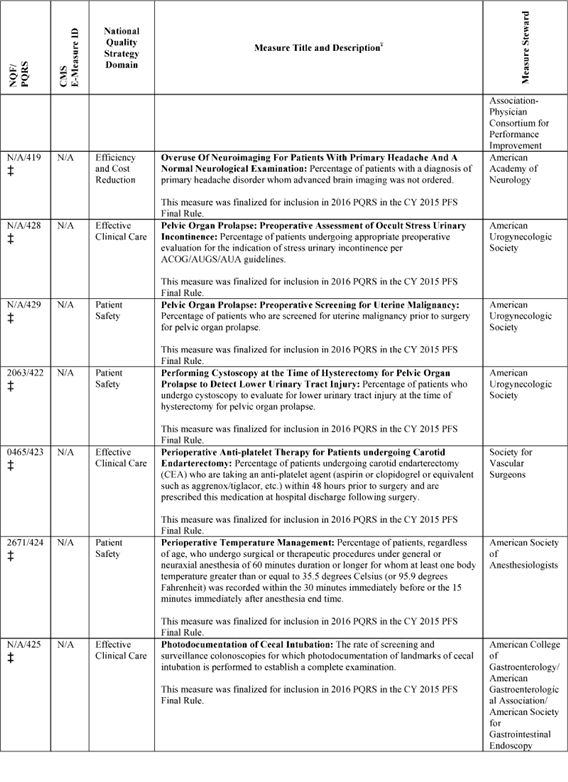 NQF/
PQRS
CMS
E-Measure ID
National
Quality
Strategy
Domain
Measure Title and Description¥
Measure Steward
Association-
Physician
Consortium for
Performance
Improvement
N/A/419
‡
N/A
Efficiency
and Cost
Reduction
Overuse Of Neuroimaging For Patients With Primary Headache And A
Normal Neurological Examination: Percentage of patients with a diagnosis of
primary headache disorder whom advanced brain imaging was not ordered.
This measure was finalized for inclusion in 2016 PQRS in the CY 2015 PFS
Final Rule.
American
Academy of
Neurology
N/A/428
‡
N/A
Effective
Clinical Care
Pelvic Organ Prolapse: Preoperative Assessment of Occult Stress Urinary
Incontinence: Percentage of patients undergoing appropriate preoperative
evaluation for the indication of stress urinary incontinence per
ACOG/AUGS/AUA guidelines.
This measure was finalized for inclusion in 2016 PQRS in the CY 2015 PFS
Final Rule.
American
Urogynecologic
Society
N/A/429
‡
N/A
Patient
Safety
Pelvic Organ Prolapse: Preoperative Screening for Uterine Malignancy:
Percentage of patients who are screened for uterine malignancy prior to surgery
for pelvic organ prolapse.
This measure was finalized for inclusion in 2016 PQRS in the CY 2015 PFS
Final Rule.
American
Urogynecologic
Society
2063/422
‡
N/A
Patient
Safety
Performing Cystoscopy at the Time of Hysterectomy for Pelvic Organ
Prolapse to Detect Lower Urinary Tract Injury: Percentage of patients who
undergo cystoscopy to evaluate for lower urinary tract injury at the time of
hysterectomy for pelvic organ prolapse.
This measure was finalized for inclusion in 2016 PQRS in the CY 2015 PFS
Final Rule.
American
Urogynecologic
Society
0465/423
‡
N/A
Effective
Clinical Care
Perioperative Anti-platelet Therapy for Patients undergoing Carotid
Endarterectomy: Percentage of patients undergoing carotid endarterectomy
(CEA) who are taking an anti-platelet agent (aspirin or clopidogrel or equivalent
such as aggrenox/tiglacor, etc.) within 48 hours prior to surgery and are
prescribed this medication at hospital discharge following surgery.
This measure was finalized for inclusion in 2016 PQRS in the CY 2015 PFS
Final Rule.
Society for
Vascular
Surgeons
2671/424
‡
N/A
Patient
Safety
Perioperative Temperature Management: Percentage of patients, regardless
of age, who undergo surgical or therapeutic procedures under general or
neuraxial anesthesia of 60 minutes duration or longer for whom at least one body
temperature greater than or equal to 35.5 degrees Celsius (or 95.9 degrees
Fahrenheit) was recorded within the 30 minutes immediately before or the 15
minutes immediately after anesthesia end time.
This measure was finalized for inclusion in 2016 PQRS in the CY 2015 PFS
Final Rule.
American Society
of
Anesthesiologists
N/A/425
‡
N/A
Effective
Clinical Care
Photodocumentation of Cecal Intubation: The rate of screening and
surveillance colonoscopies for which photodocumentation of landmarks of cecal
intubation is performed to establish a complete examination.
This measure was finalized for inclusion in 2016 PQRS in the CY 2015 PFS
Final Rule.
American College
of
Gastroenterology/
American
Gastroenterologic
al Association/
American Society
for
Gastrointestinal
Endoscopy